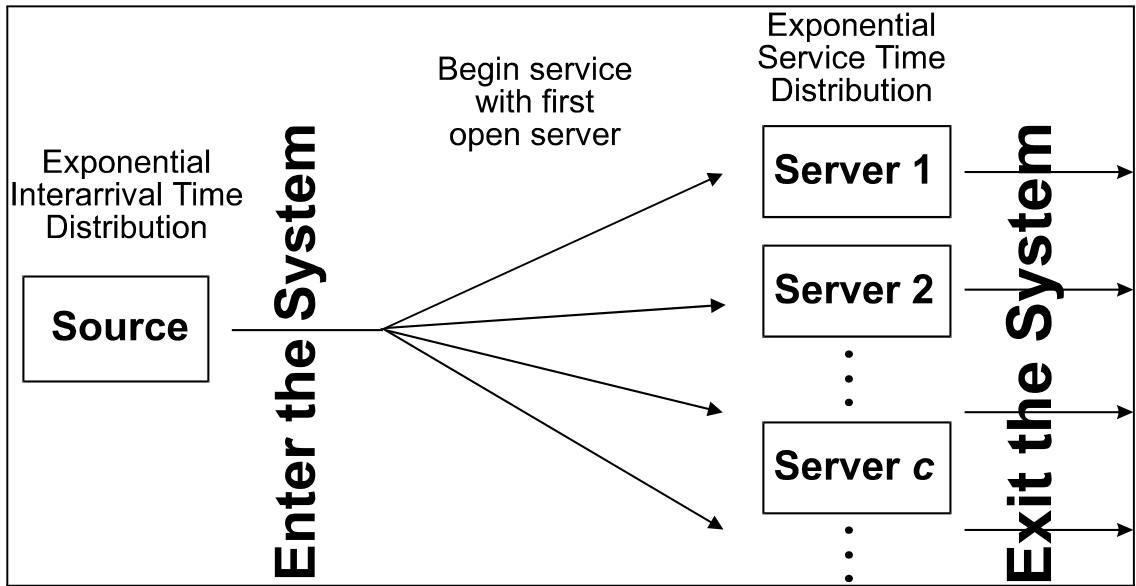 Exponential
Interarrival Time
Distribution
Source
Enter the System
Begin service
with first
open server
Exponential
Service Time
Distribution
Server 1
Server 2
Server c
Exit the System